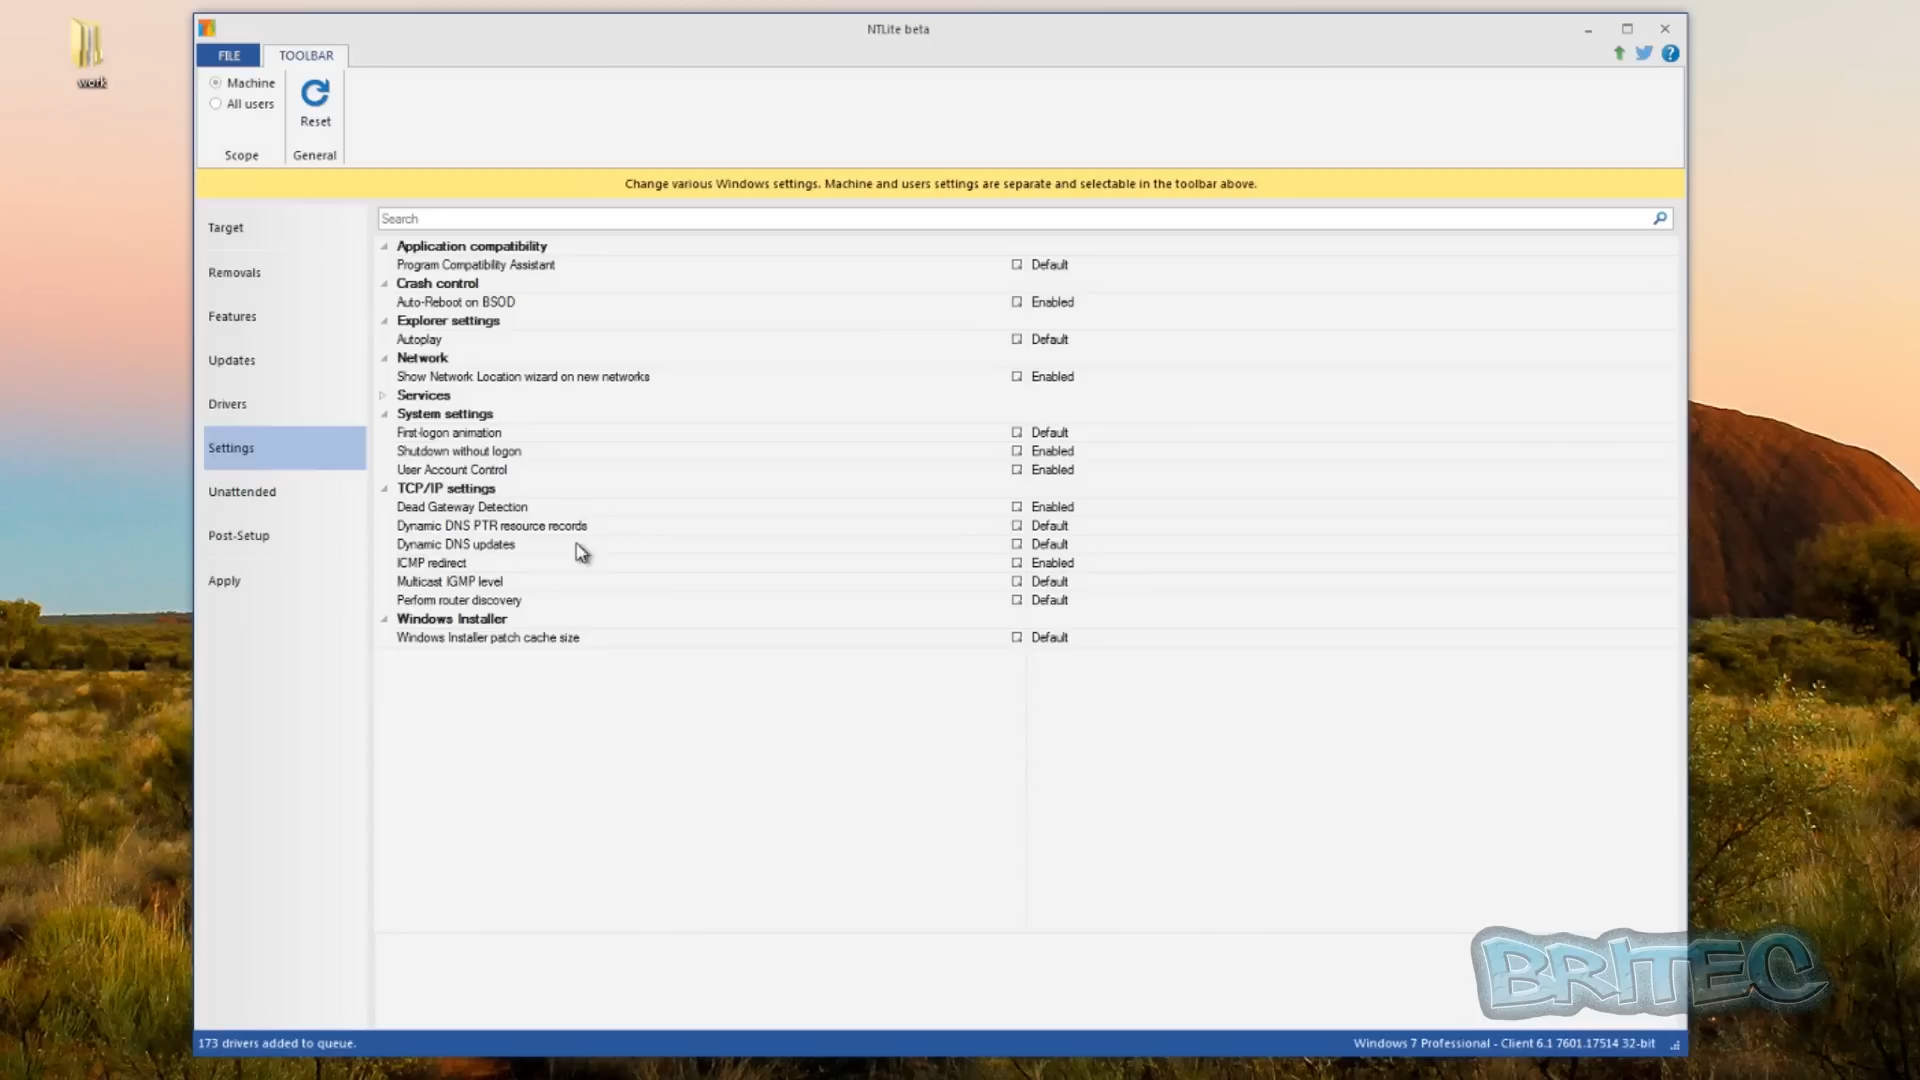 work
NTLite beta
FILE
TOOLBAR
Machine
All users
Reset
Scope
General
Change various Windows settings. Machine and users settings are separate and selectable in the toolbar above.
Target
Removals
Features
Updates
Drivers
Settings
Unattended
Post-Setup
Apply
Search
Application compatibility
Program Compatibility Assistant Default
Crash control
Auto-Reboot on BSOD Enabled
Explorer settings
Autoplay Default
Network
Show Network Location wizard on new networks Enabled
Services
System settings
First-logon animation Default
Shutdown without logon Enabled
User Account Control Enabled
TCP/IP settings
Dead Gateway Detection Enabled
Dynamic DNS PTR resource records Default
Dynamic DNS updates Default
ICMP redirect Enabled
Multicast IGMP level Default
Perform router discovery Default
Windows Installer
Windows Installer patch cache size Default
BRITEC
173 drivers added to queue.
Windows 7 Professional - Client 6.1 7601.17514 32-bit